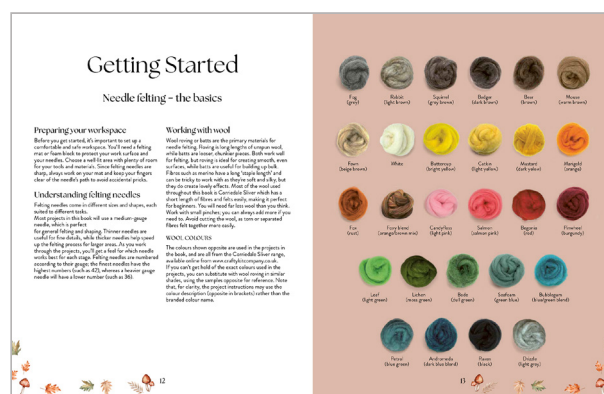 Getting Started
Needle felting – the basics
Preparing your workspace
Before you get started, it's important to set up a
comfortable and safe workspace. You'll need a felting
mat or foam block to protect your work surface and
your needles. Choose a well-lit area with plenty of room
for your tools and materials. Since felting needles are
sharp, always work on your mat and keep your fingers
clear of the needle's path to avoid accidental pricks.
Understanding felting needles
Felting needles come in different sizes and shapes, each
suited to different tasks.
Most projects in this book will use a medium-gauge
needle, which is perfect
for general felting and shaping. Thinner needles are
useful for fine details, while thicker needles help speed
up the felting process for larger areas. As you work
through the projects, you'll get a feel for which needle
works best for each stage. Felting needles are numbered
according to their gauge; the finest needles have the
highest numbers (such as 42), whereas a heavier gauge
needle will have a lower number (such as 36).
Working with wool
Wool roving or batts are the primary materials for
needle felting. Roving is long lengths of unspun wool,
while batts are looser, chunkier pieces. Both work well
for felting, but roving is ideal for creating smooth, even
surfaces, while batts are useful for building up bulk.
Fibres such as merino have a long 'staple length' and
can be tricky to work with as they're soft and silky, but
they do create lovely effects. Most of the wool used
throughout this book is Corriedale Sliver which has a
short length of fibres and felts easily, making it perfect
for beginners. You will need far less wool than you think.
Work with small pinches; you can always add more if you
need to. Avoid cutting the wool, as torn or separated
fibres felt together more easily.
WOOL COLOURS
The colours shown opposite are used in the projects in
the book, and are all from the Corriedale Sliver range,
available online from www.craftykitcompany.co.uk.
If you can't get hold of the exact colours used in the
projects, you can substitute with wool roving in similar
shades, using the samples opposite for reference. Note
that, for clarity, the project instructions may use the
colour description (opposite in brackets) rather than the
branded colour name.
12
Fog
(grey)
Rabbit
(light brown)
Squirrel
(grey brown)
Badger
(dark brown)
Bear
(brown)
Mouse
(warm brown)
Fawn
(beige brown)
White
Buttercup
(bright yellow)
Catkin
(light yellow)
Mustard
(dark yellow)
Marigold
(orange)
Fox
(rust)
Foxy blend
(orange/brown mix)
Candyfloss
(light pink)
Salmon
(salmon pink)
Begonia
(red)
Pinwheel
(burgundy)
Leaf
(light green)
Lichen
(moss green)
Bode
(red/green)
Seafoam
(green blue)
Bubblegum
(blue/green blend)
Petrol
(blue green)
Andromeda
(dark blue blend)
Raven
(black)
Drizzle
(light grey)
13